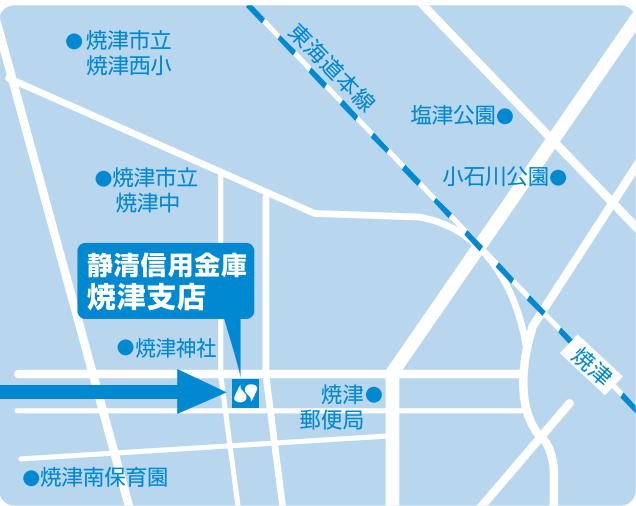 焼津市立
焼津西小
東海道本線
塩津公園
小石川公園
焼津市立
焼津中
静清信用金庫
焼津支店
焼津神社
焼津
焼津
郵便局
焼津南保育園